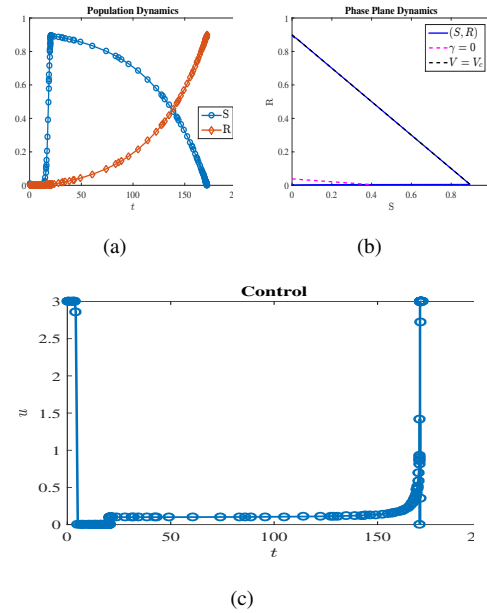 Population Dynamics
1
0.8
0.6
0.4
0.2
0
R
S
R
0 50 100 150 2
t
(a)
Phase Plane Dynamics
1
0.8
0.6
0.4
0.2
0
R
(S, R)
γ = 0
V = V_c
0 0.2 0.4 0.6 0.8
S
(b)
Control
3
2.5
2
1.5
1
0.5
0
u
0 50 100 150 2
t
(c)